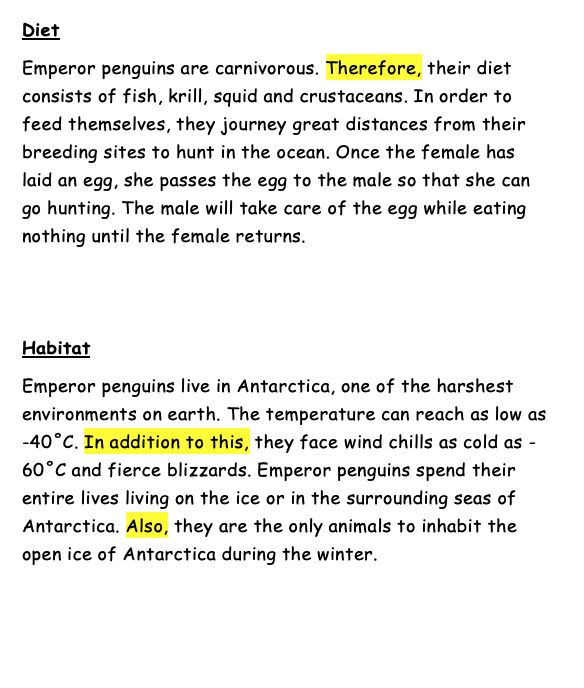 Diet
Emperor penguins are carnivorous. Therefore, their diet
consists of fish, krill, squid and crustaceans. In order to
feed themselves, they journey great distances from their
breeding sites to hunt in the ocean. Once the female has
laid an egg, she passes the egg to the male so that she can
go hunting. The male will take care of the egg while eating
nothing until the female returns.
Habitat
Emperor penguins live in Antarctica, one of the harshest
environments on earth. The temperature can reach as low as
-40˚C. In addition to this, they face wind chills as cold as -
60˚C and fierce blizzards. Emperor penguins spend their
entire lives living on the ice or in the surrounding seas of
Antarctica. Also, they are the only animals to inhabit the
open ice of Antarctica during the winter.